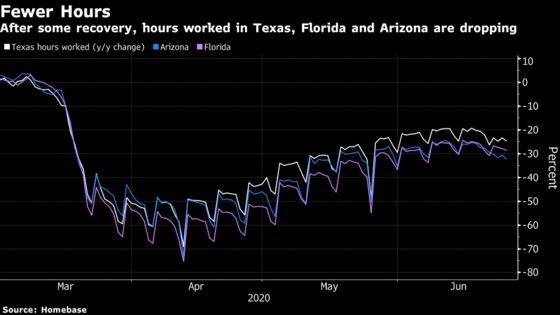 Fewer Hours
After some recovery, hours worked in Texas, Florida and Arizona are dropping
Texas hours worked (y/y change) Arizona Florida
10
0
-10
-20
-30
-40
-50
-60
-70
-80
Percent
Mar Apr May Jun
2020
Source: Homebase